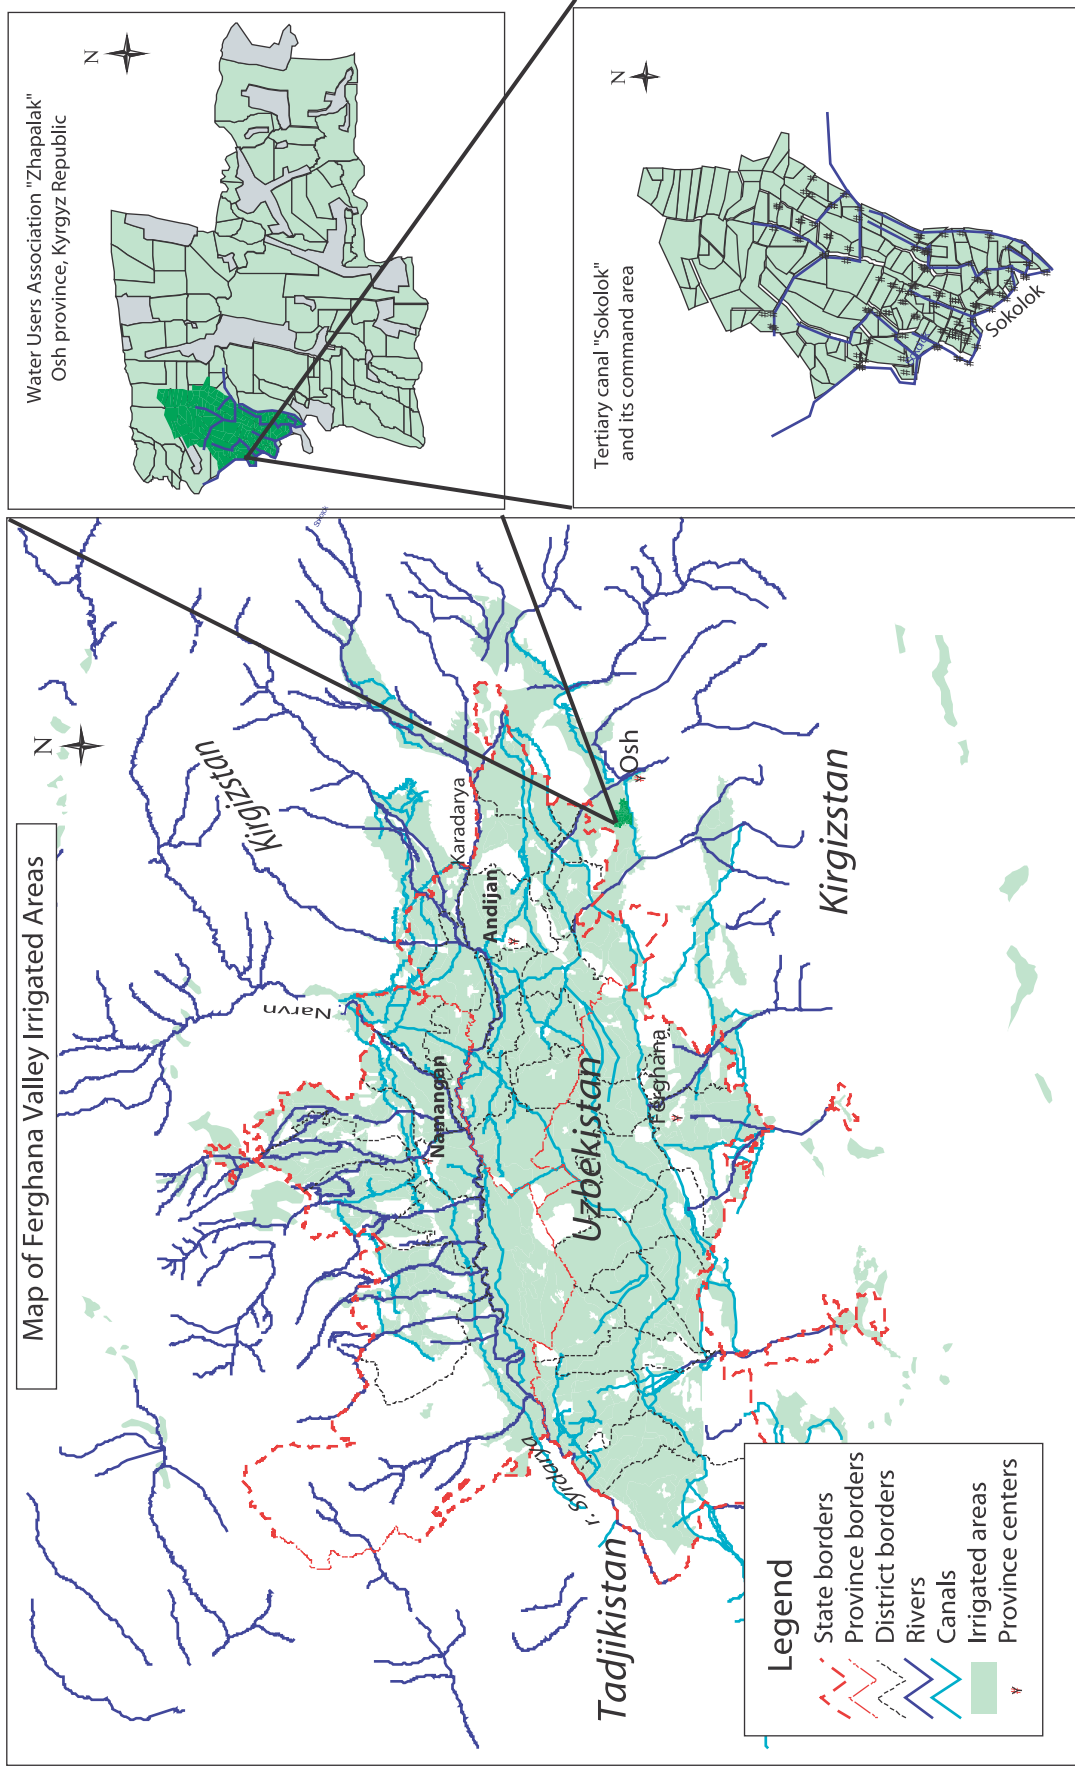 Map of Ferghana Valley Irrigated Areas
N
Kirgizstan
Naryn
Karadarya
Andijan
Namangan
Osh
Uzbekistan
Ferghana
Kirgizstan
r. Syrdarya
Tadjikistan
Legend
State borders
Province borders
District borders
Rivers
Canals
Irrigated areas
Province centers
Water Users Association "Zhapalak"
Osh province, Kyrgyz Republic
N
Tertiary canal "Sokolok"
and its command area
N
Sokolok